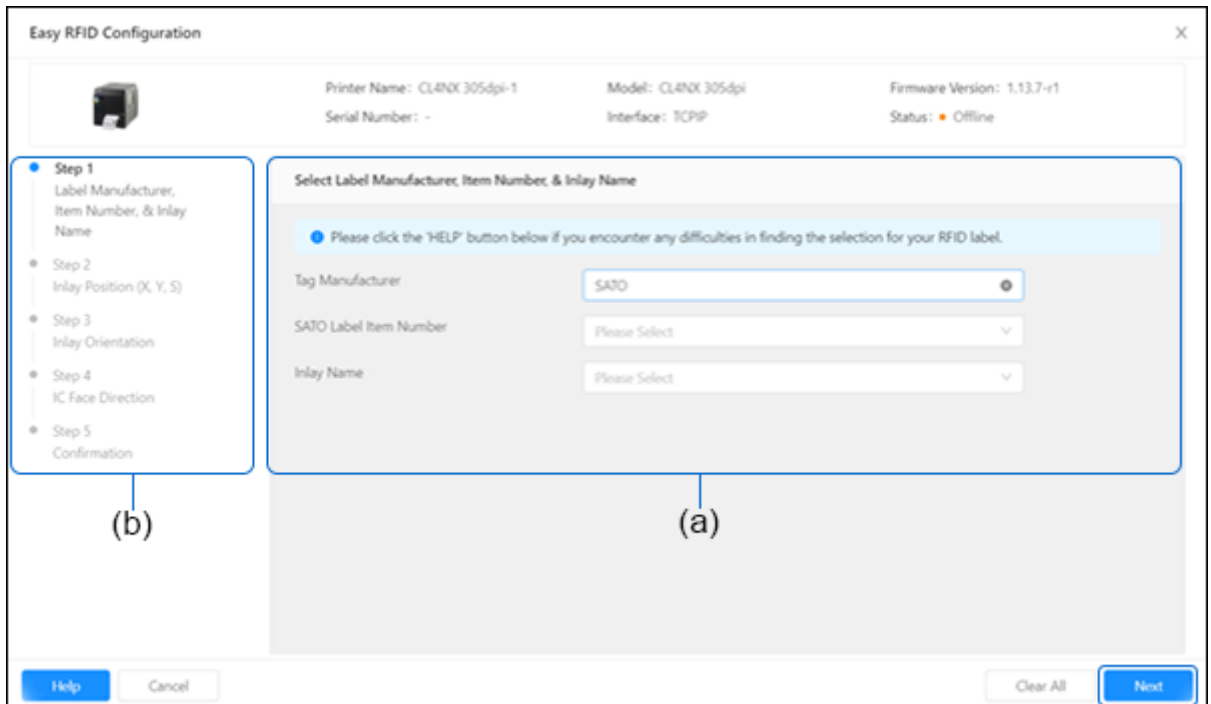 Easy RFID Configuration
Printer Name: CL4NX 305dpi-1
Model: CL4NX 305dpi
Firmware Version: 1.13.7-r1
Serial Number: -
Interface: TCPIP
Status: Offline
Step 1
Label Manufacturer,
Item Number, & Inlay
Name
Step 2
Inlay Position (X, Y, S)
Step 3
Inlay Orientation
Step 4
IC Face Direction
Step 5
Confirmation
(b)
Select Label Manufacturer, Item Number, & Inlay Name
Please click the 'HELP' button below if you encounter any difficulties in finding the selection for your RFID label.
Tag Manufacturer
SATO
SATO Label Item Number
Please Select
Inlay Name
Please Select
(a)
Help
Cancel
Clear All
Next